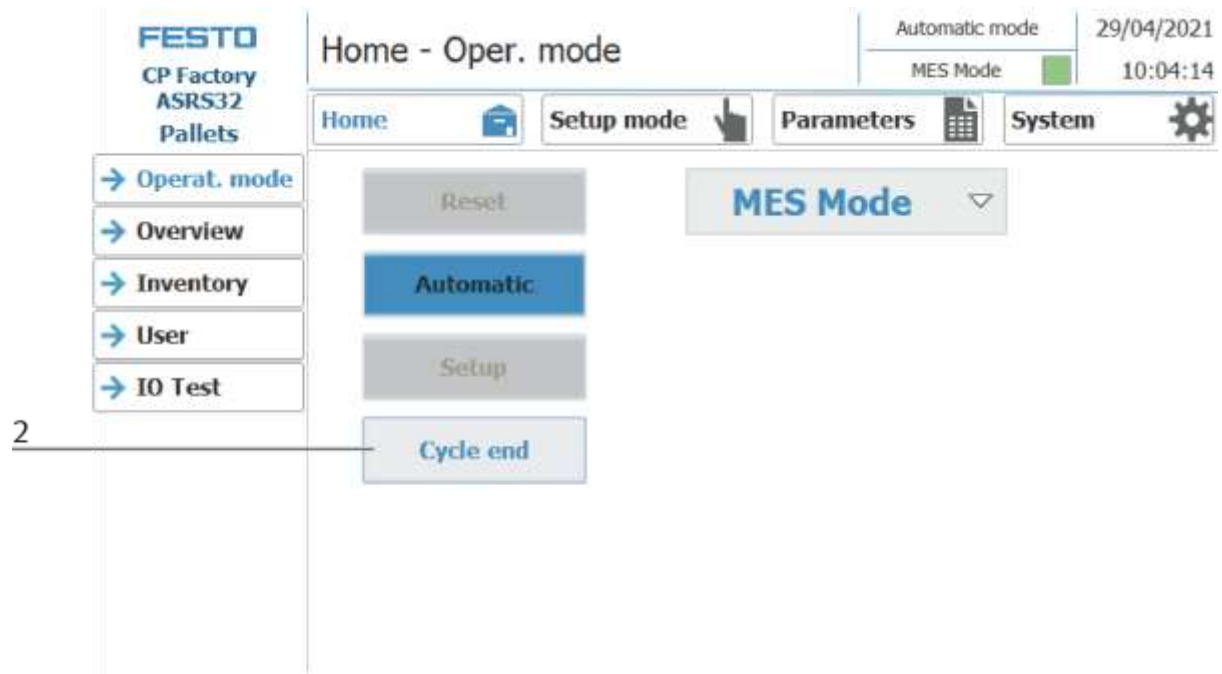 FESTO
CP Factory
ASRS32
Pallets
Home - Oper. mode
Automatic mode
MES Mode
29/04/2021
10:04:14
Home
Setup mode
Parameters
System
Operat. mode
Overview
Inventory
User
IO Test
Reset
MES Mode
Automatic
Setup
Cycle end
2